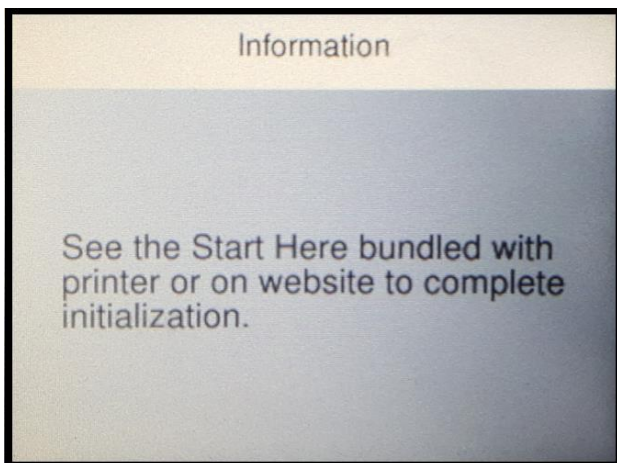 Information
See the Start Here bundled with
printer or on website to complete
initialization.